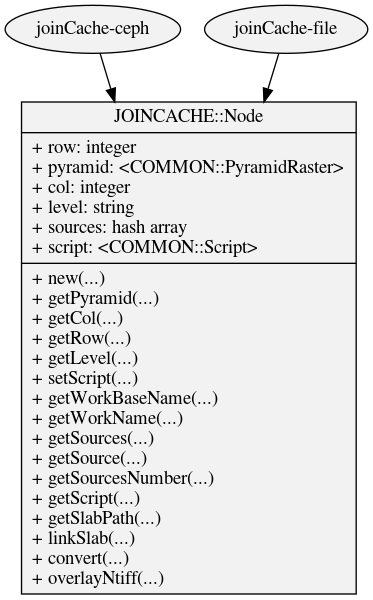 joinCache-ceph
joinCache-file
JOINCACHE::Node
+ row: integer
+ pyramid: <COMMON::PyramidRaster>
+ col: integer
+ level: string
+ sources: hash array
+ script: <COMMON::Script>
+ new(...)
+ getPyramid(...)
+ getCol(...)
+ getRow(...)
+ getLevel(...)
+ setScript(...)
+ getWorkBaseName(...)
+ getWorkName(...)
+ getSources(...)
+ getSource(...)
+ getSourcesNumber(...)
+ getScript(...)
+ getSlabPath(...)
+ linkSlab(...)
+ convert(...)
+ overlayNtiff(...)